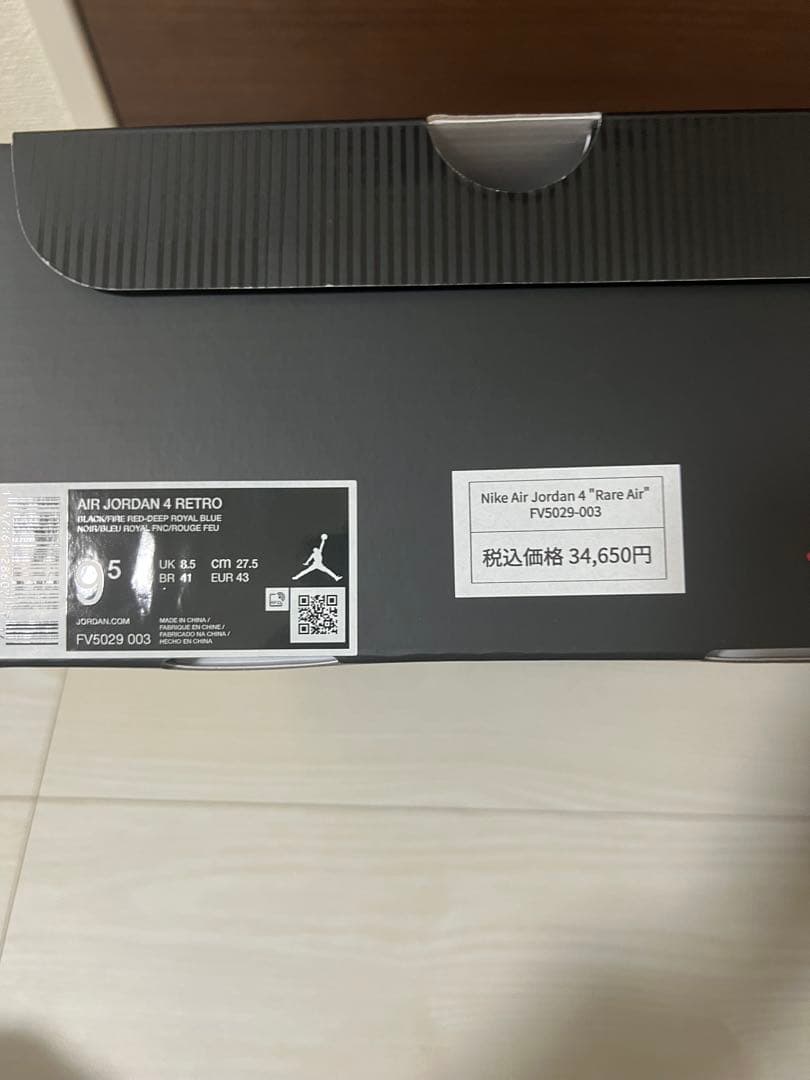 AIR JORDAN 4 RETRO
BLACK/FIRE RED-DEEP ROYAL BLUE
NOIR/BLEU ROYAL FNC/ROUGE FEU
9.5
UK 8.5 cm 27.5
BR 41 EUR 43
JORDAN.COM
FV5029 003
MADE IN CHINA /
FABRIQUE EN CHINE /
FABRICADO NA CHINA /
HECHO EN CHINA
Nike Air Jordan 4 "Rare Air"
FV5029-003
税込価格 34,650円